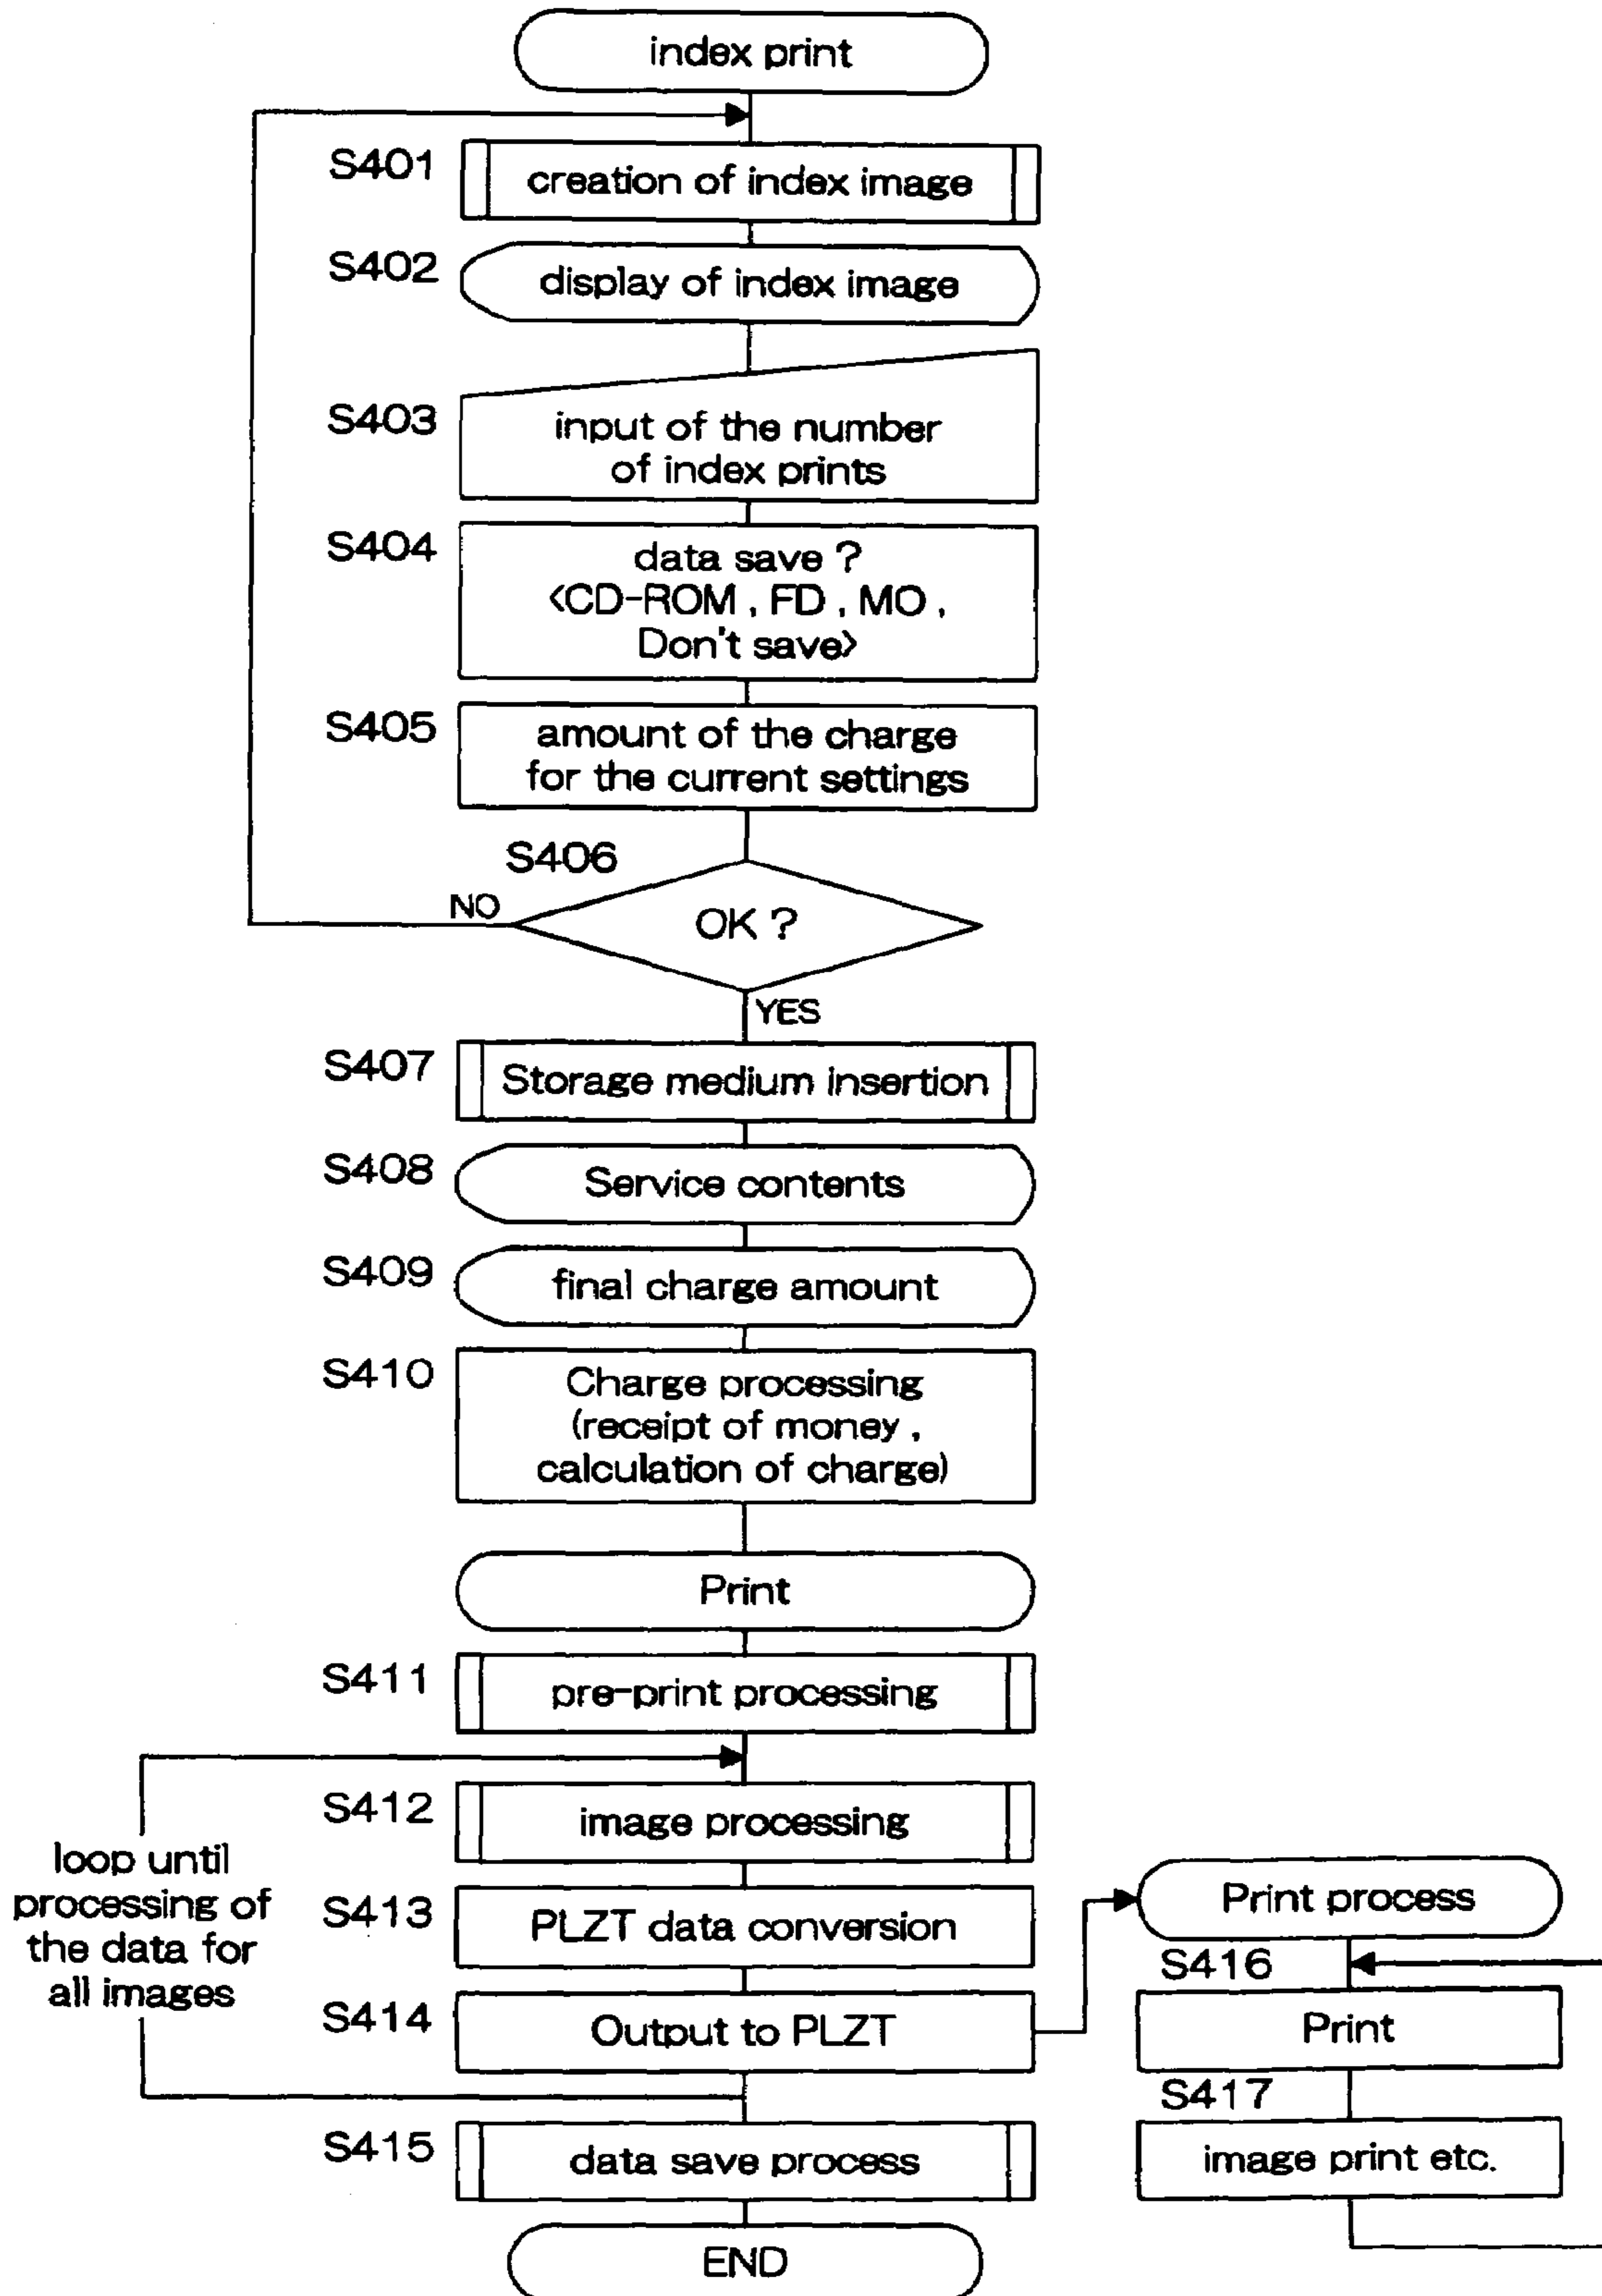 index print
S401
creation of index image
S402
display of index image
S403
input of the number
of index prints
S404
data save ?
<CD-ROM , FD , MO ,
Don't save>
S405
amount of the charge
for the current settings
S406
OK ?
NO
YES
S407
Storage medium insertion
S408
Service contents
S409
final charge amount
S410
Charge processing
(receipt of money ,
calculation of charge)
Print
S411
pre-print processing
S412
image processing
loop until
processing of
the data for
all images
S413
PLZT data conversion
S414
Output to PLZT
S415
data save process
END
Print process
S416
Print
S417
image print etc.